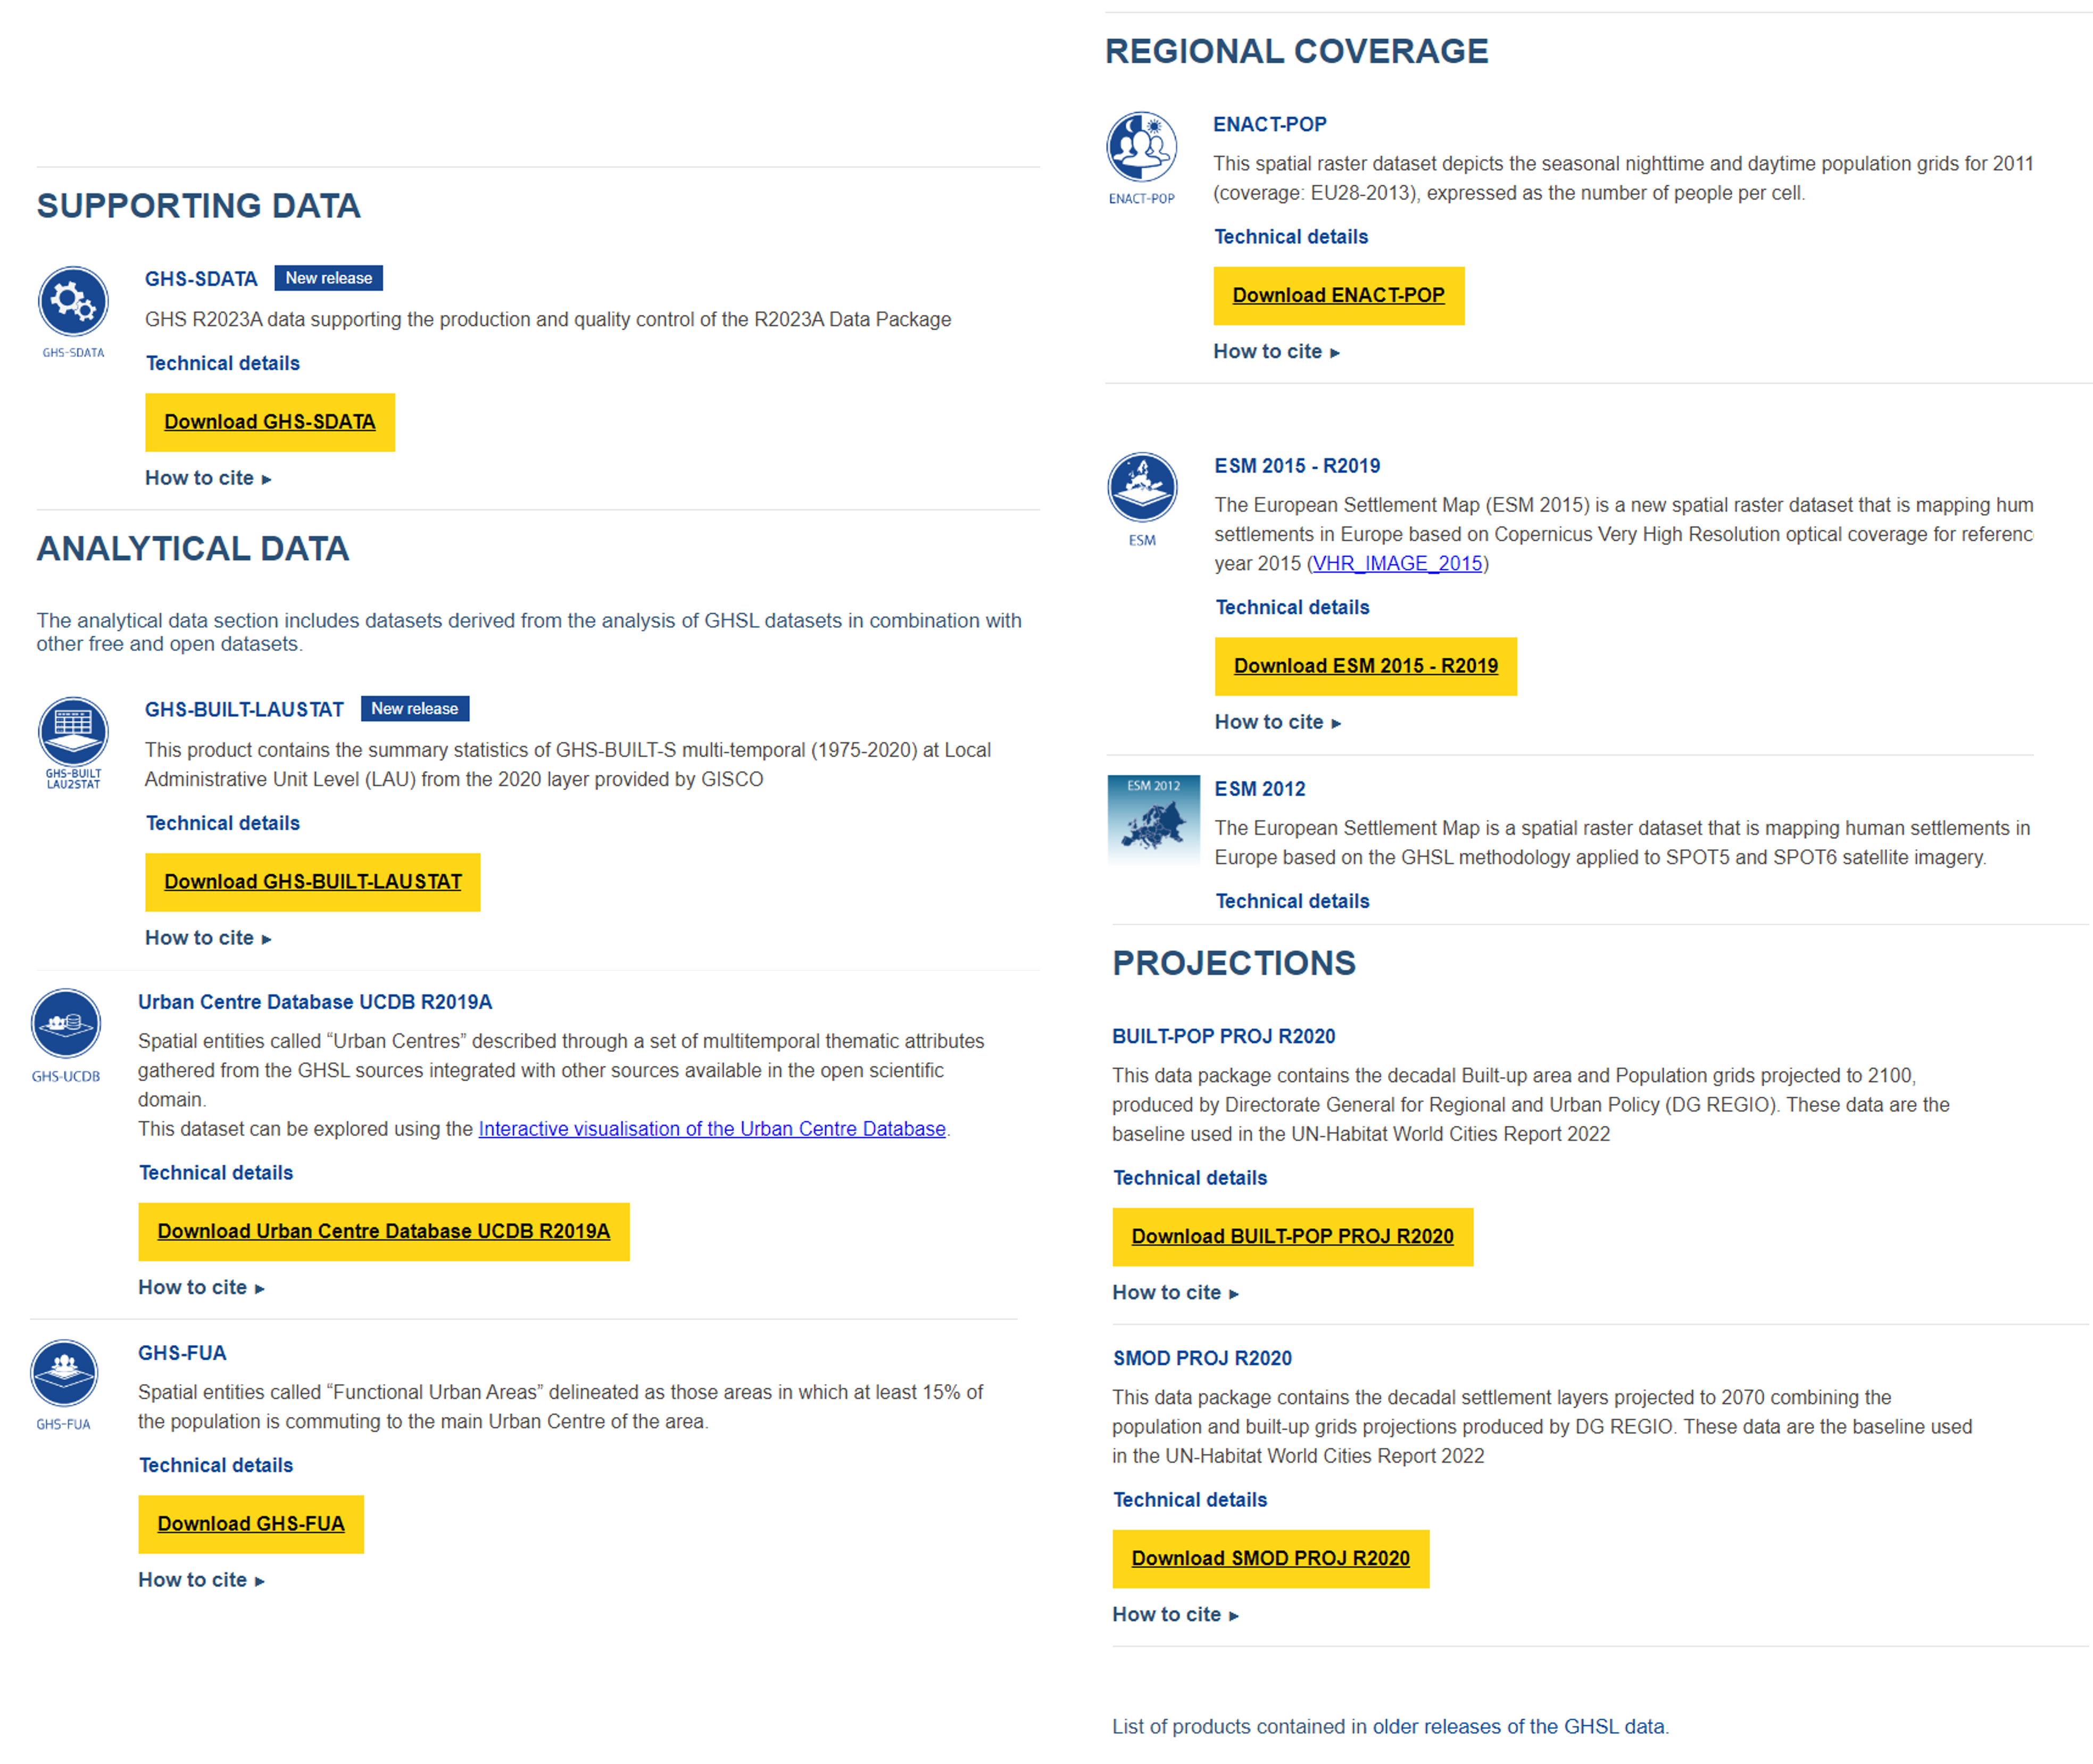 SUPPORTING DATA
GHS-SDATA New release
GHS R2023A data supporting the production and quality control of the R2023A Data Package
GHS-SDATA
Technical details
Download GHS-SDATA
How to cite ▸
ANALYTICAL DATA
The analytical data section includes datasets derived from the analysis of GHSL datasets in combination with
other free and open datasets.
GHS-BUILT-LAUSTAT New release
This product contains the summary statistics of GHS-BUILT-S multi-temporal (1975-2020) at Local
Administrative Unit Level (LAU) from the 2020 layer provided by GISCO
GHS-BUILT
LAU2STAT
Technical details
Download GHS-BUILT-LAUSTAT
How to cite ▸
Urban Centre Database UCDB R2019A
Spatial entities called “Urban Centres” described through a set of multitemporal thematic attributes
gathered from the GHSL sources integrated with other sources available in the open scientific
domain.
GHS-UCDB
This dataset can be explored using the Interactive visualisation of the Urban Centre Database.
Technical details
Download Urban Centre Database UCDB R2019A
How to cite ▸
GHS-FUA
Spatial entities called “Functional Urban Areas” delineated as those areas in which at least 15% of
the population is commuting to the main Urban Centre of the area.
GHS-FUA
Technical details
Download GHS-FUA
How to cite ▸
REGIONAL COVERAGE
ENACT-POP
This spatial raster dataset depicts the seasonal nighttime and daytime population grids for 2011
(coverage: EU28-2013), expressed as the number of people per cell.
ENACT-POP
Technical details
Download ENACT-POP
How to cite ▸
ESM 2015 - R2019
The European Settlement Map (ESM 2015) is a new spatial raster dataset that is mapping hum
settlements in Europe based on Copernicus Very High Resolution optical coverage for referenc
ESM
year 2015 (VHR_IMAGE_2015)
Technical details
Download ESM 2015 - R2019
How to cite ▸
ESM 2012
ESM 2012
The European Settlement Map is a spatial raster dataset that is mapping human settlements in
Europe based on the GHSL methodology applied to SPOT5 and SPOT6 satellite imagery.
Technical details
PROJECTIONS
BUILT-POP PROJ R2020
This data package contains the decadal Built-up area and Population grids projected to 2100,
produced by Directorate General for Regional and Urban Policy (DG REGIO). These data are the
baseline used in the UN-Habitat World Cities Report 2022
Technical details
Download BUILT-POP PROJ R2020
How to cite ▸
SMOD PROJ R2020
This data package contains the decadal settlement layers projected to 2070 combining the
population and built-up grids projections produced by DG REGIO. These data are the baseline used
in the UN-Habitat World Cities Report 2022
Technical details
Download SMOD PROJ R2020
How to cite ▸
List of products contained in older releases of the GHSL data.